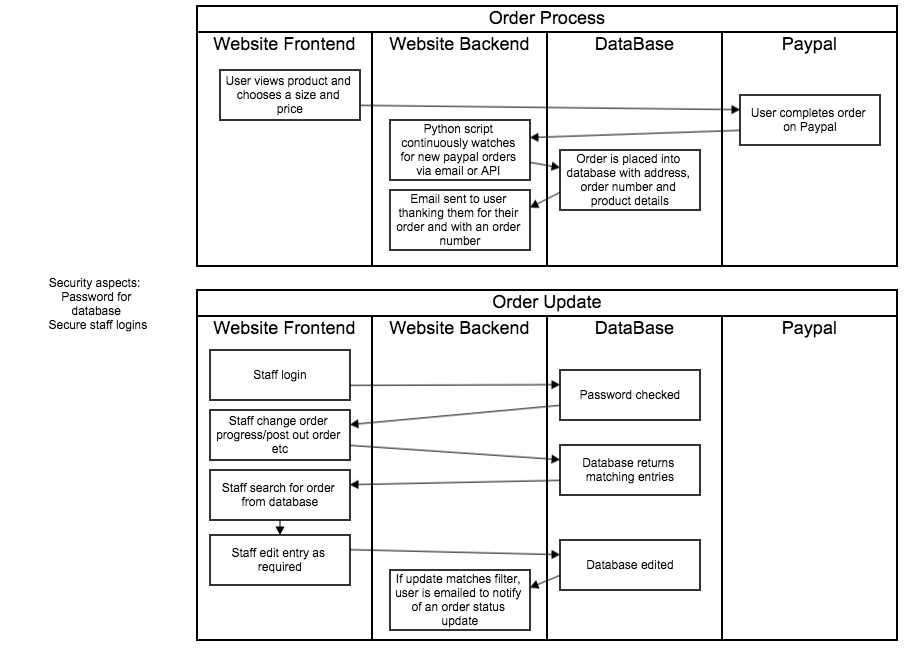 Order Process
Website Frontend
Website Backend
DataBase
Paypal
User views product and
chooses a size and
price
User completes order
on Paypal
Python script
continuously watches
for new paypal orders
via email or API
Order is placed into
database with address,
order number and
product details
Email sent to user
thanking them for their
order and with an order
number
Security aspects:
Password for
database
Secure staff logins
Order Update
Website Frontend
Website Backend
DataBase
Paypal
Staff login
Password checked
Staff change order
progress/post out order
etc
Database returns
matching entries
Staff search for order
from database
Staff edit entry as
required
Database edited
If update matches filter,
user is emailed to notify
of an order status
update